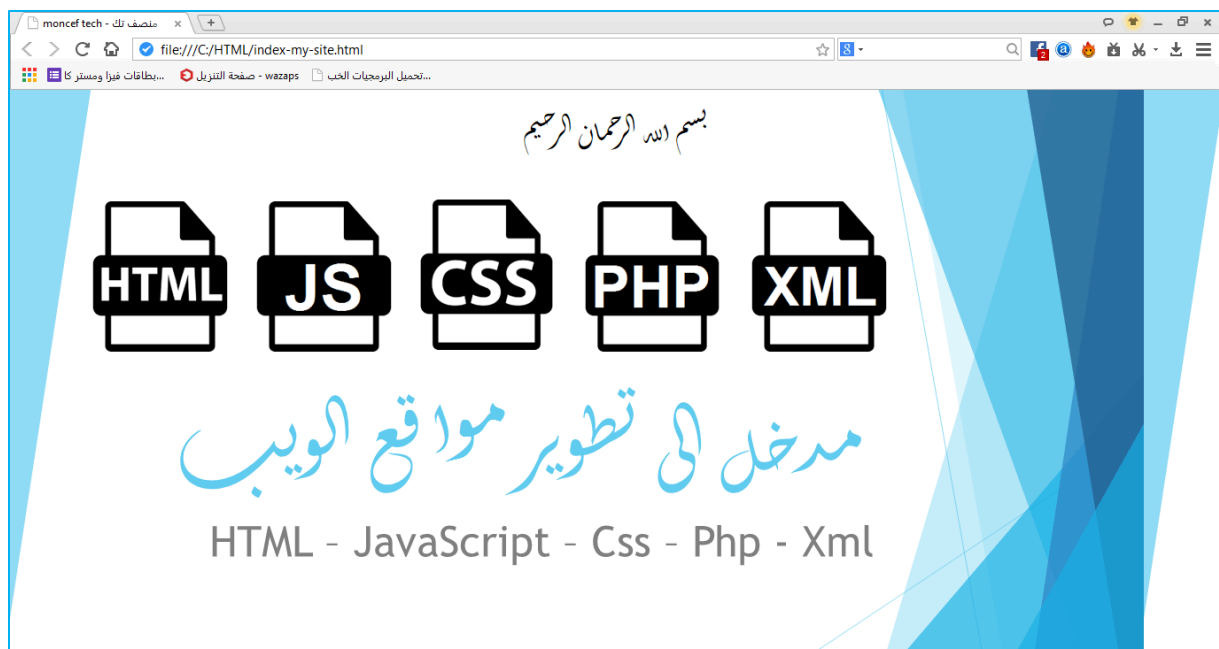 moncef tech - منصف تك
file:///C:/HTML/index-my-site.html
8
2
a
بطاقات فيزا ومستر كا...
wazaps - صفحة التنزيل
تحميل البرمجيات الخب...
بسم الله الرحمان الرحيم
HTML JS CSS PHP XML
مدخل الى تطوير مواقع الويب
HTML – JavaScript – Css – Php - Xml